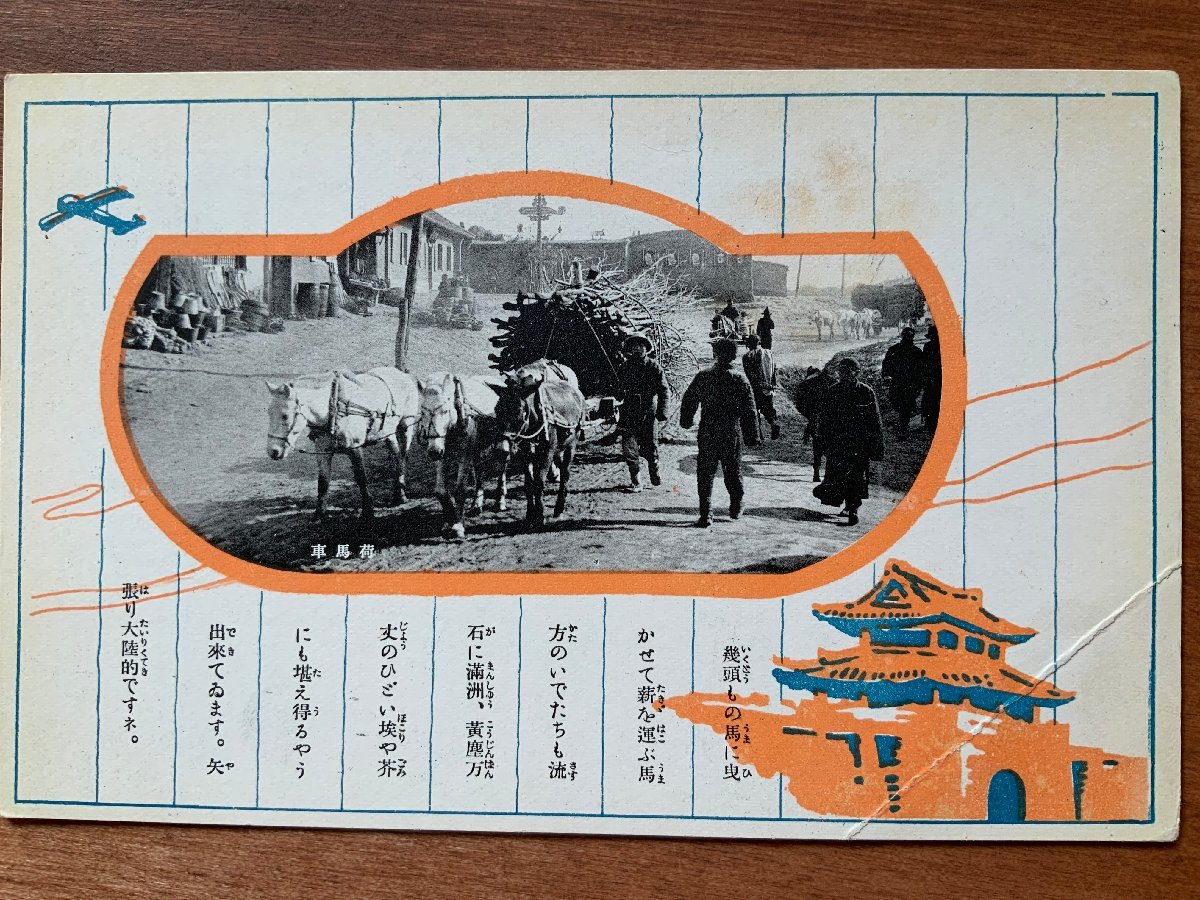 荷馬車
幾頭もの馬に曳
かせて薪を運ぶ馬
方のいでたちも流
石に滿洲、黃塵万
丈のひどい埃や芥
にも堪え得るやう
出來てゐます。矢
張り大陸的ですネ。